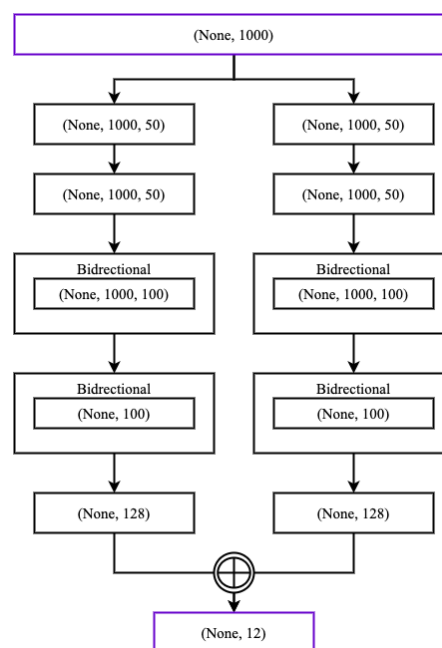 (None, 1000)
(None, 1000, 50) (None, 1000, 50)
(None, 1000, 50) (None, 1000, 50)
Bidrectional Bidrectional
(None, 1000, 100) (None, 1000, 100)
Bidrectional Bidrectional
(None, 100) (None, 100)
(None, 128) (None, 128)
(None, 12)